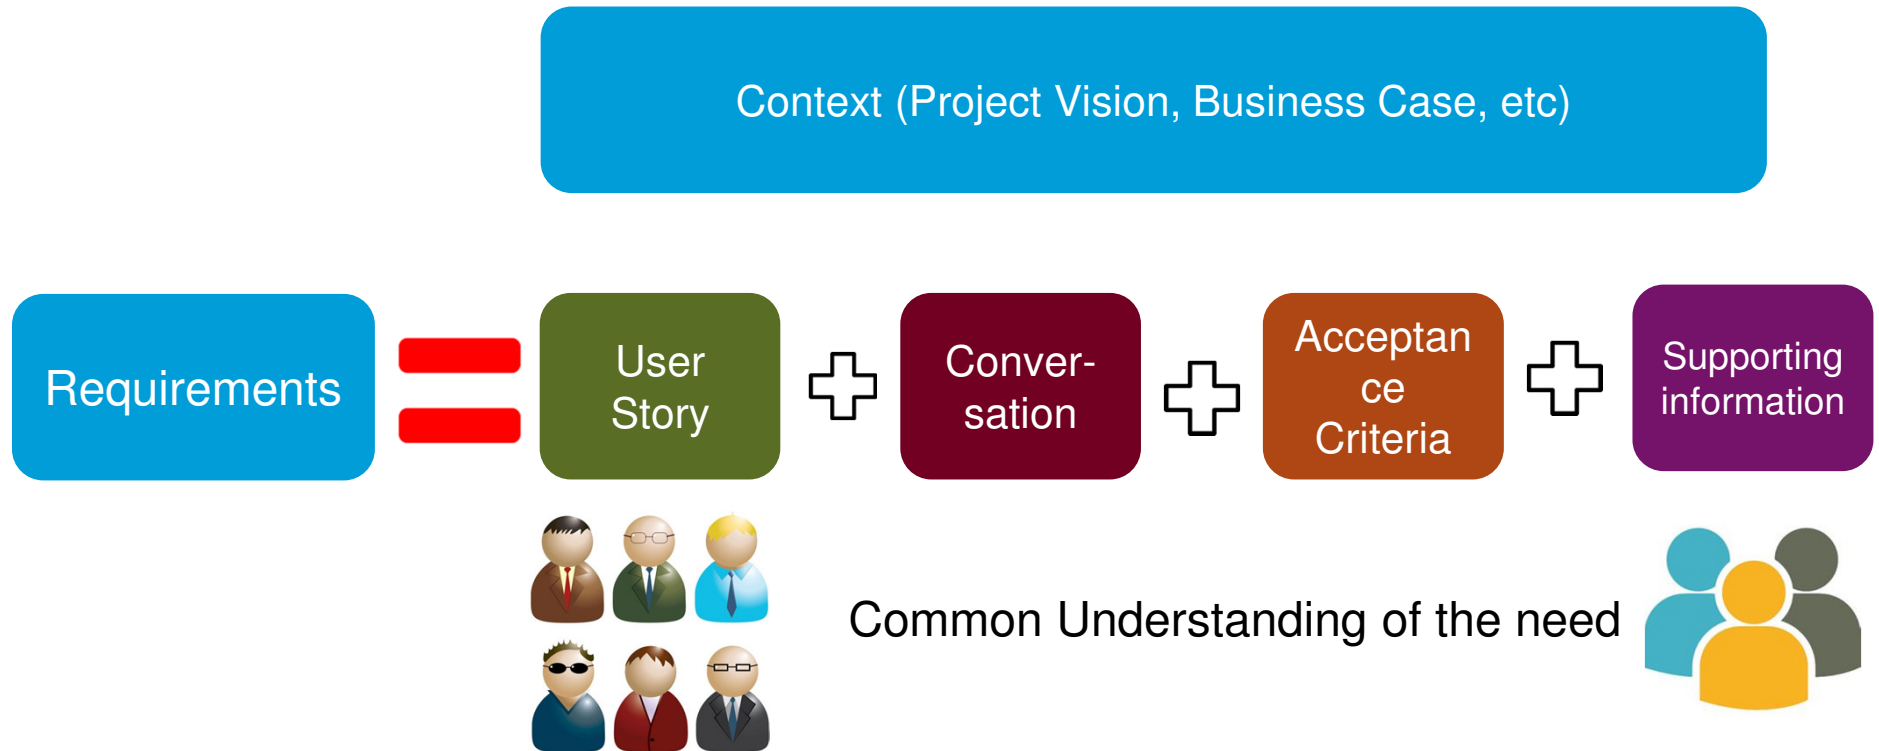 Context (Project Vision, Business Case, etc)
Requirements
User
Story
Conver-
sation
Acceptan
ce
Criteria
Supporting
information
Common Understanding of the need